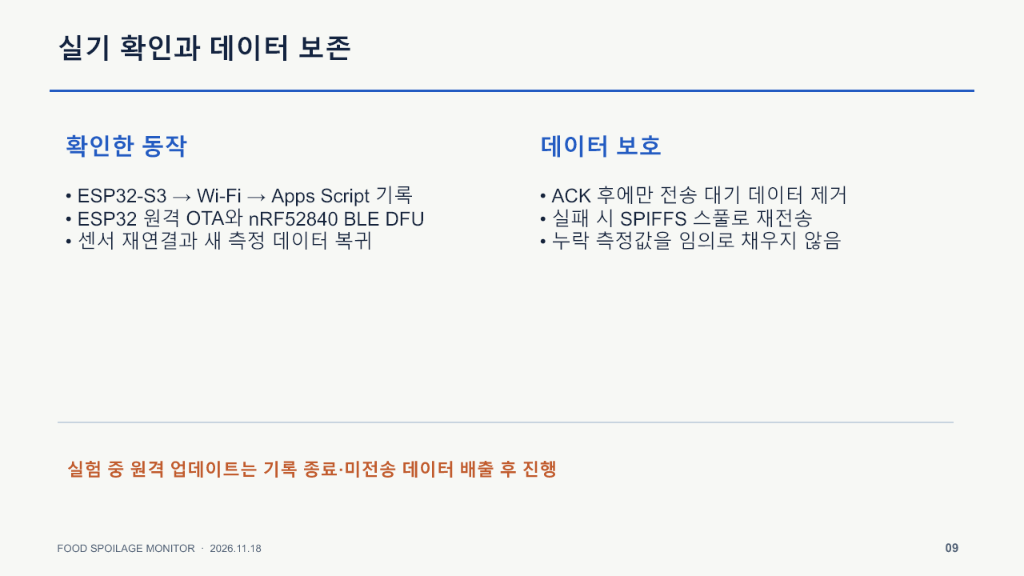 실기 확인과 데이터 보존
확인한 동작
• ESP32-S3 → Wi-Fi → Apps Script 기록
• ESP32 원격 OTA와 nRF52840 BLE DFU
• 센서 재연결과 새 측정 데이터 복귀
데이터 보호
• ACK 후에만 전송 대기 데이터 제거
• 실패 시 SPIFFS 스풀로 재전송
• 누락 측정값을 임의로 채우지 않음
실험 중 원격 업데이트는 기록 종료·미전송 데이터 배출 후 진행
FOOD SPOILAGE MONITOR · 2026.11.18
09